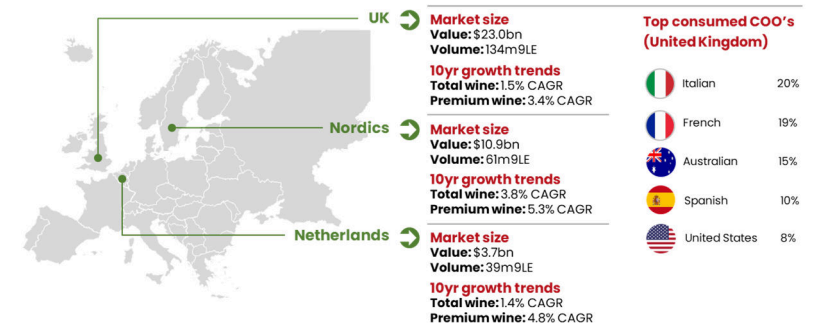 UK
Market size
Value: $23.0bn
Volume: 134m9LE
10yr growth trends
Total wine: 1.5% CAGR
Premium wine: 3.4% CAGR
Nordics
Market size
Value: $10.9bn
Volume: 61m9LE
10yr growth trends
Total wine: 3.8% CAGR
Premium wine: 5.3% CAGR
Netherlands
Market size
Value: $3.7bn
Volume: 39m9LE
10yr growth trends
Total wine: 1.4% CAGR
Premium wine: 4.8% CAGR
Top consumed COO's
(United Kingdom)
Italian 20%
French 19%
Australian 15%
Spanish 10%
United States 8%